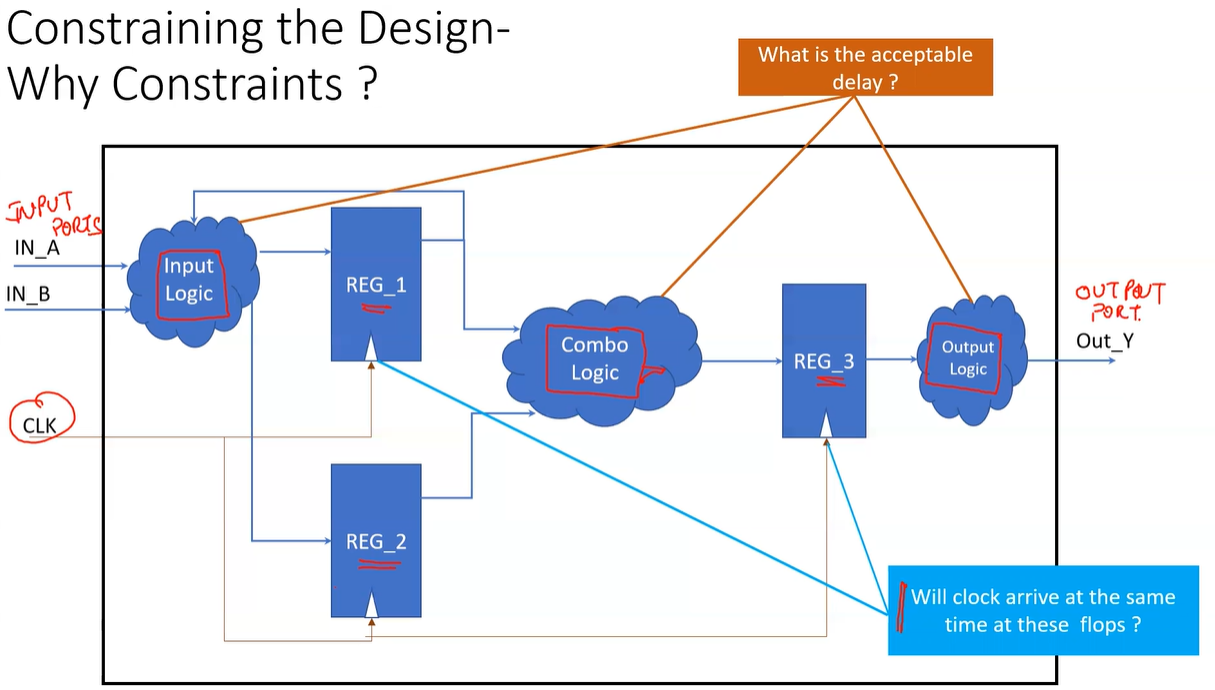 Constraining the Design-
Why Constraints ?
What is the acceptable
delay ?
INPUT
PORTS
IN_A
IN_B
Input
Logic
REG_1
CLK
REG_2
Combo
Logic
REG_3
Output
Logic
OUTPUT
PORT.
Out_Y
Will clock arrive at the same
time at these flops ?